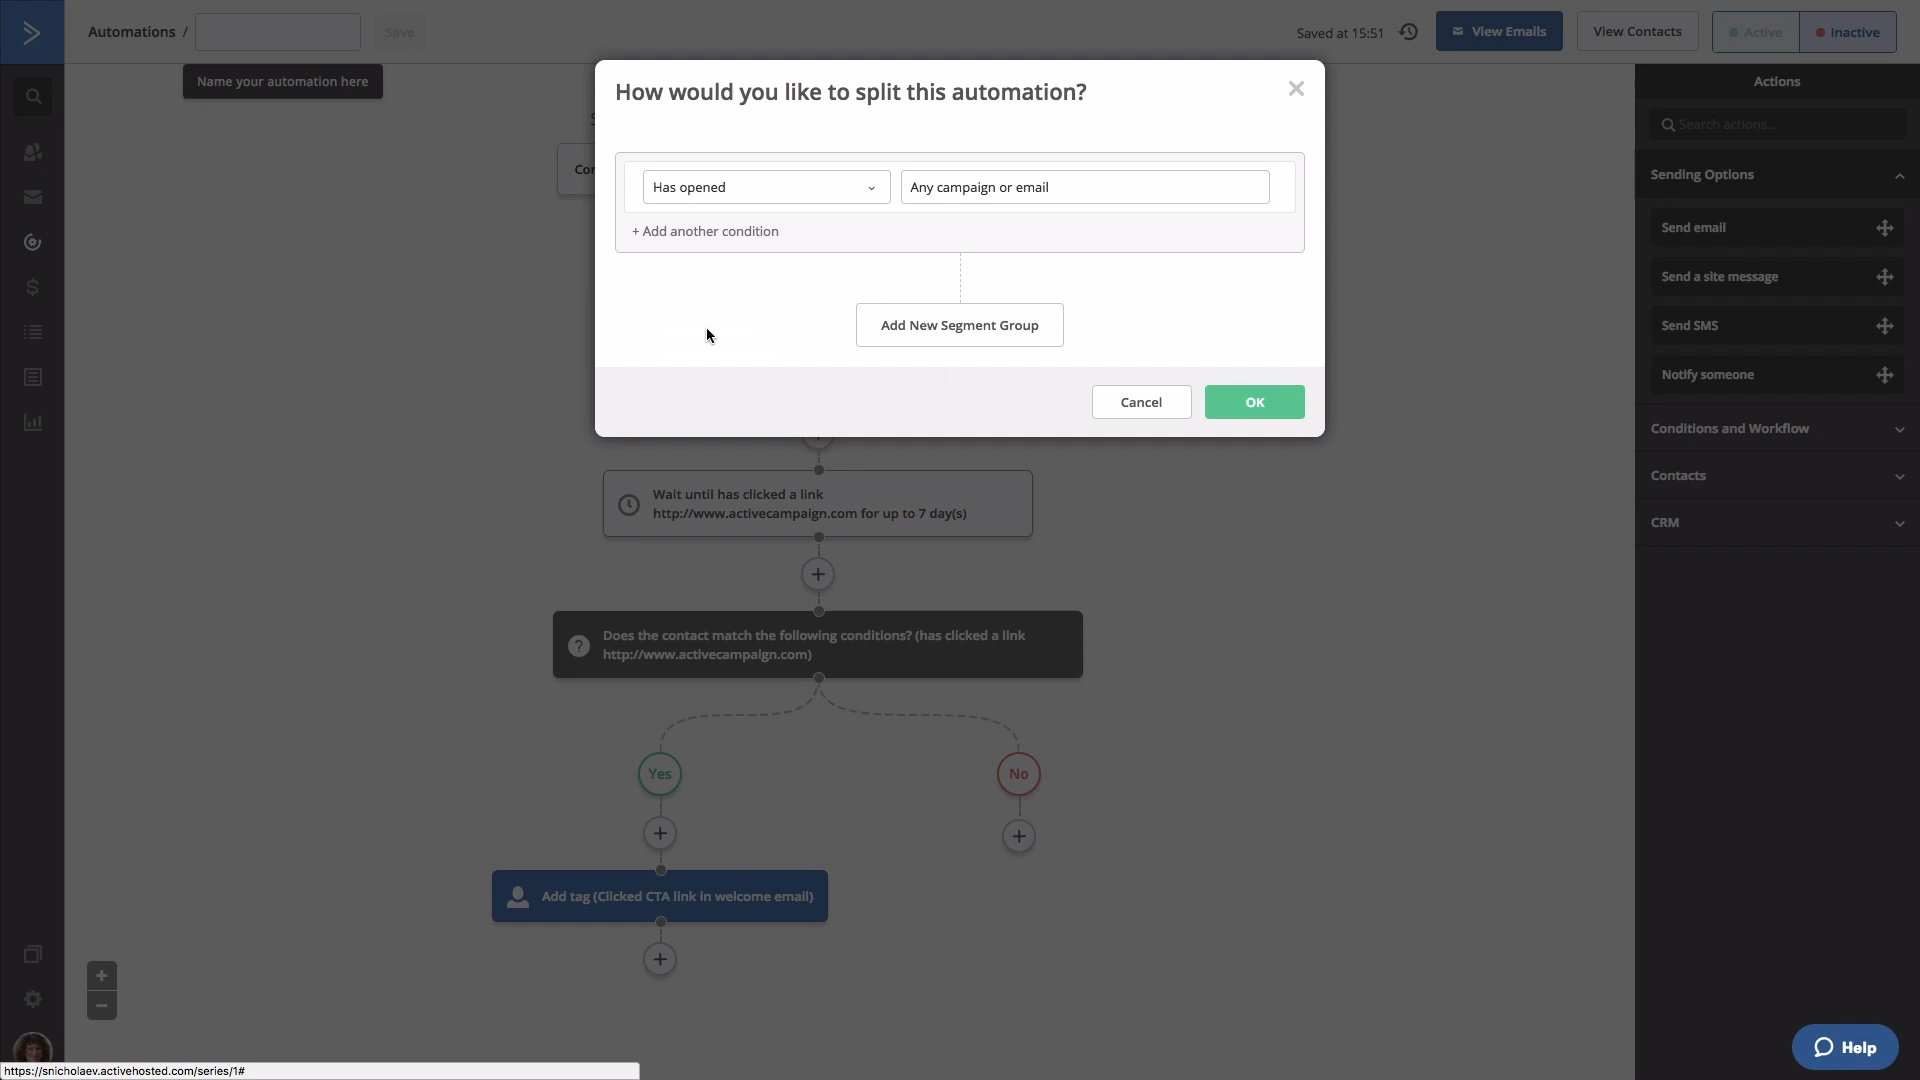 Automations /
Save
Saved at 15:51
View Emails
View Contacts
Active
Inactive
Name your automation here
How would you like to split this automation?
Has opened
Any campaign or email
+ Add another condition
Add New Segment Group
Cancel
OK
Wait until has clicked a link
http://www.activecampaign.com for up to 7 day(s)
Does the contact match the following conditions? (has clicked a link
http://www.activecampaign.com)
Yes
No
Add tag (Clicked CTA link in welcome email)
Actions
Search actions...
Sending Options
Send email
Send a site message
Send SMS
Notify someone
Conditions and Workflow
Contacts
CRM
Help
https://snicholaev.activehosted.com/series/1#